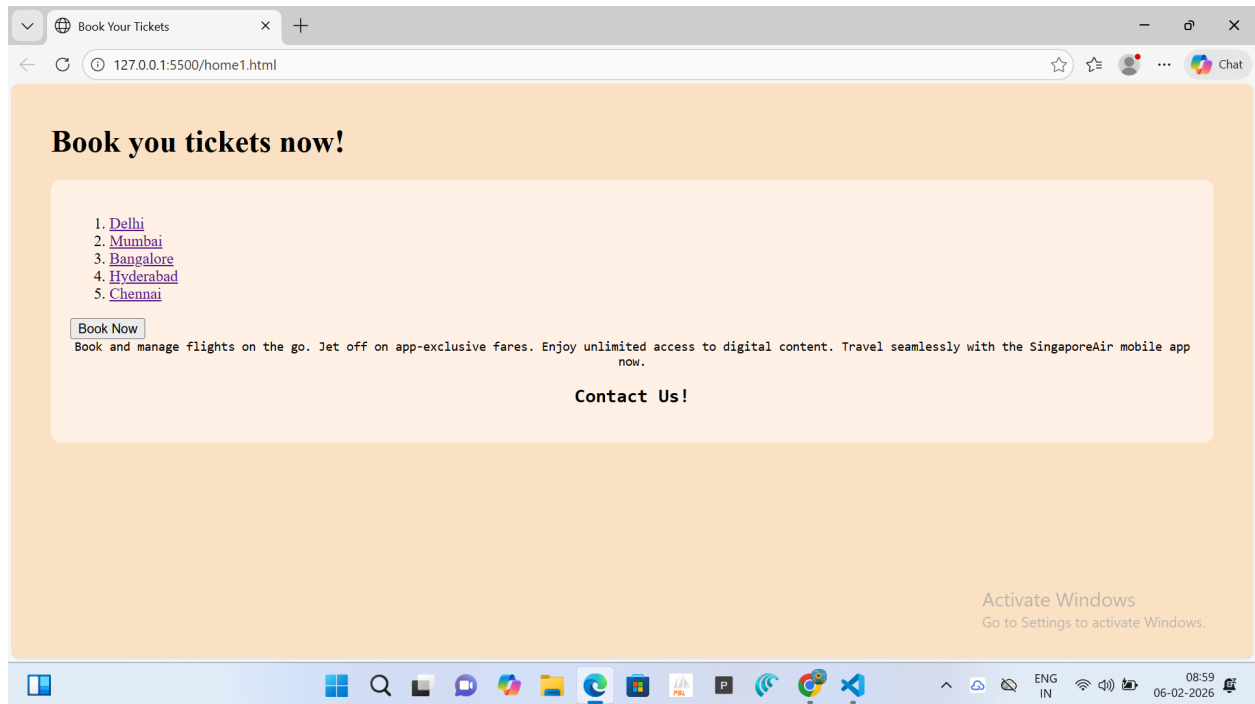 Book Your Tickets
127.0.0.1:5500/home1.html
Chat
Book you tickets now!
1. Delhi
2. Mumbai
3. Bangalore
4. Hyderabad
5. Chennai
Book Now
Book and manage flights on the go. Jet off on app-exclusive fares. Enjoy unlimited access to digital content. Travel seamlessly with the SingaporeAir mobile app
now.
Contact Us!
Activate Windows
Go to Settings to activate Windows.
PBL
P
ENG
IN
08:59
06-02-2026